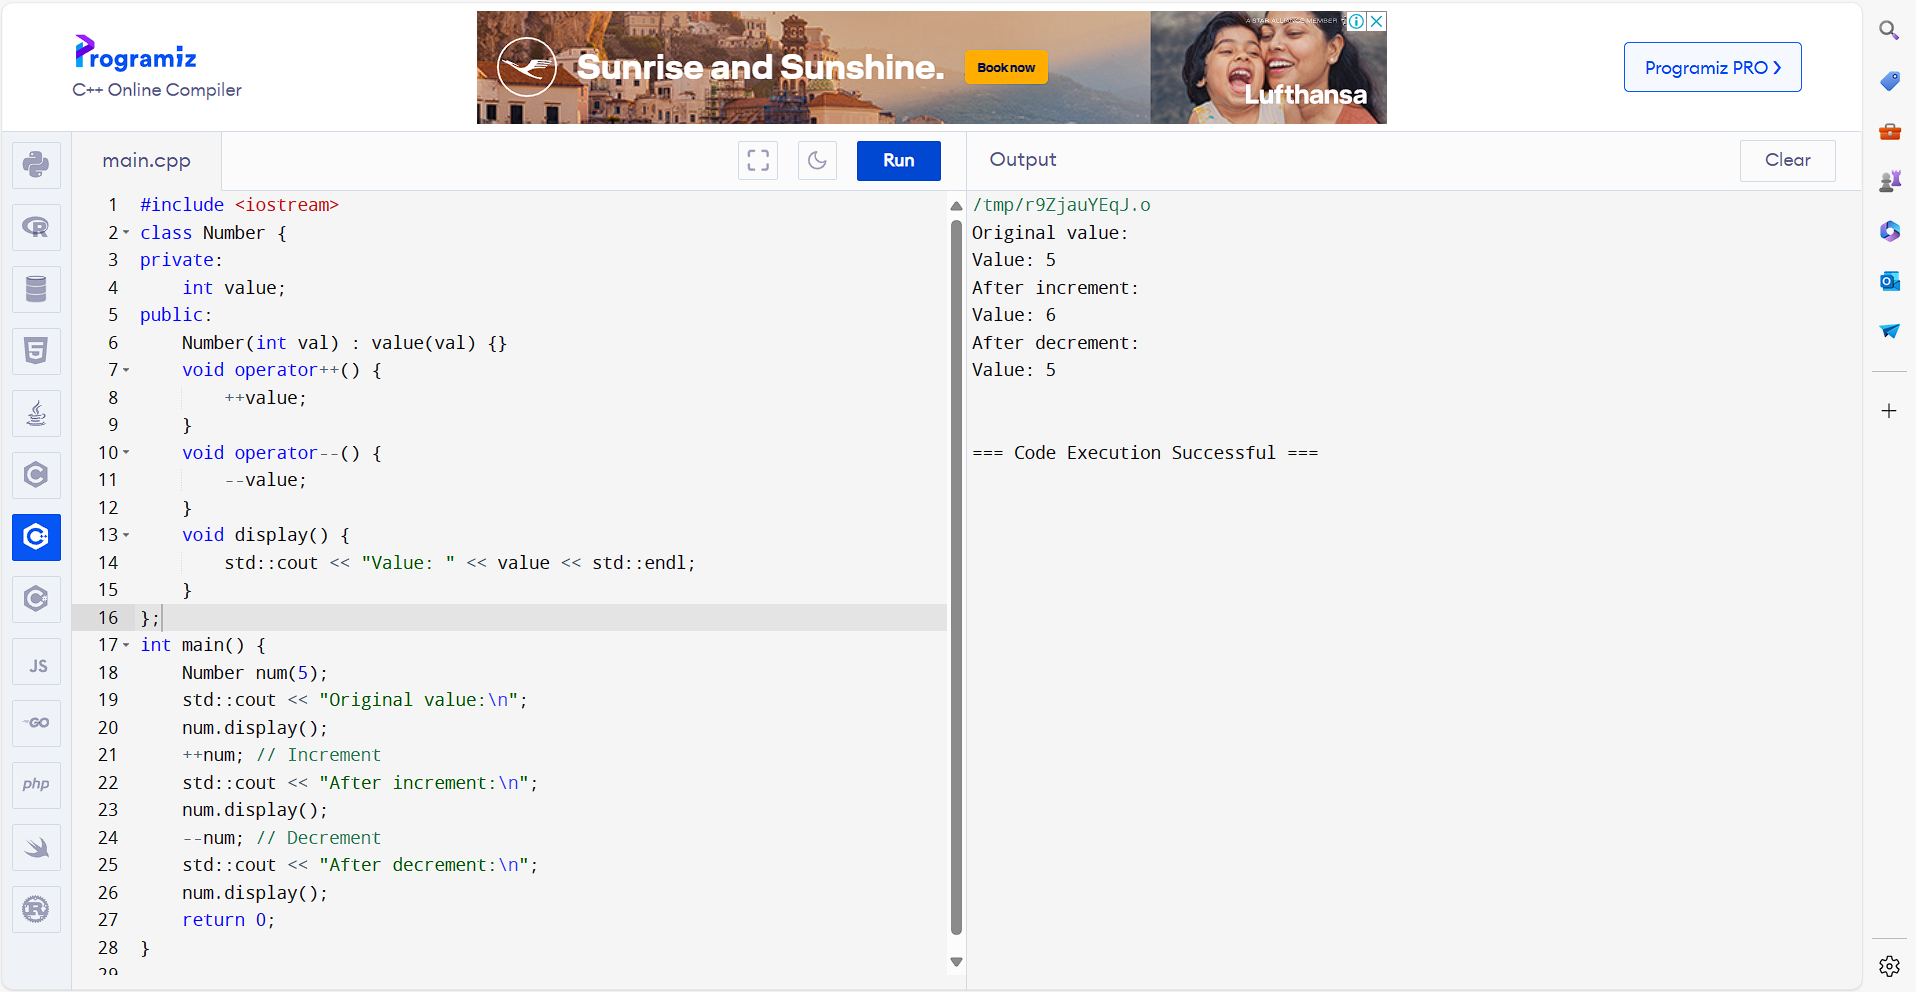 Programiz
C++ Online Compiler
Sunrise and Sunshine.
Book now
A STAR ALLIANCE MEMBER
Lufthansa
Programiz PRO ❯
main.cpp
Run
Output
Clear
1 #include <iostream>
2 class Number {
3 private:
4     int value;
5 public:
6     Number(int val) : value(val) {}
7     void operator++() {
8         ++value;
9     }
10     void operator--() {
11         --value;
12     }
13     void display() {
14         std::cout << "Value: " << value << std::endl;
15     }
16 };
17 int main() {
18     Number num(5);
19     std::cout << "Original value:\n";
20     num.display();
21     ++num; // Increment
22     std::cout << "After increment:\n";
23     num.display();
24     --num; // Decrement
25     std::cout << "After decrement:\n";
26     num.display();
27     return 0;
28 }
29
/tmp/r9ZjauYEqJ.o
Original value:
Value: 5
After increment:
Value: 6
After decrement:
Value: 5
=== Code Execution Successful ===
R
5
C
C++
C#
JS
GO
php
R